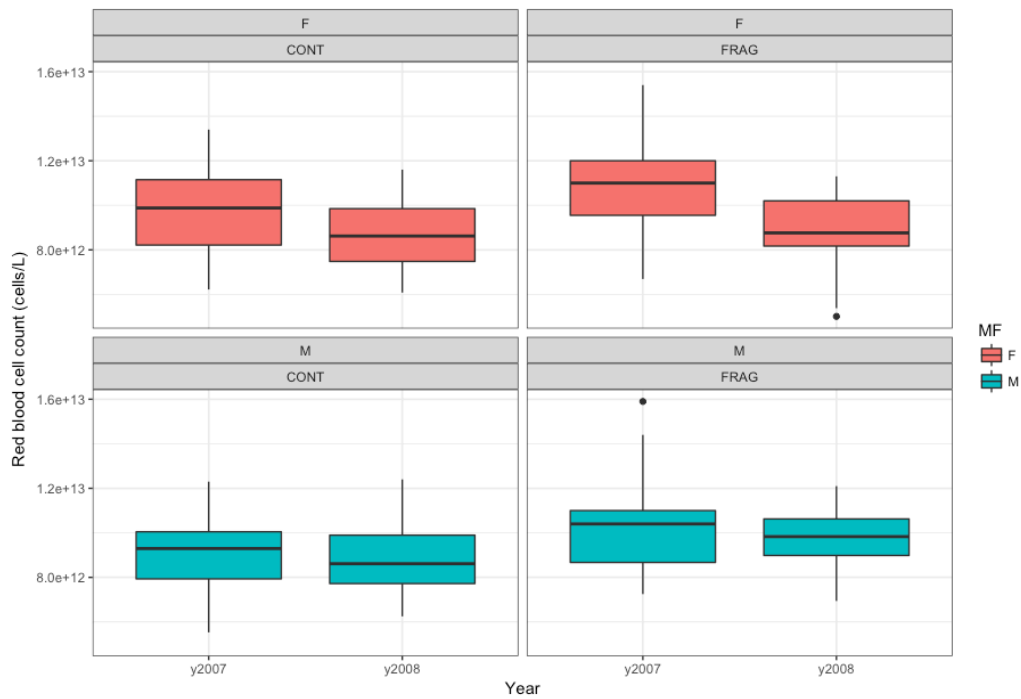 F
F
CONT
FRAG
1.6e+13
1.2e+13
8.0e+12
M
M
CONT
FRAG
1.6e+13
1.2e+13
8.0e+12
Red blood cell count (cells/L)
y2007
y2008
y2007
y2008
Year
MF
F
M